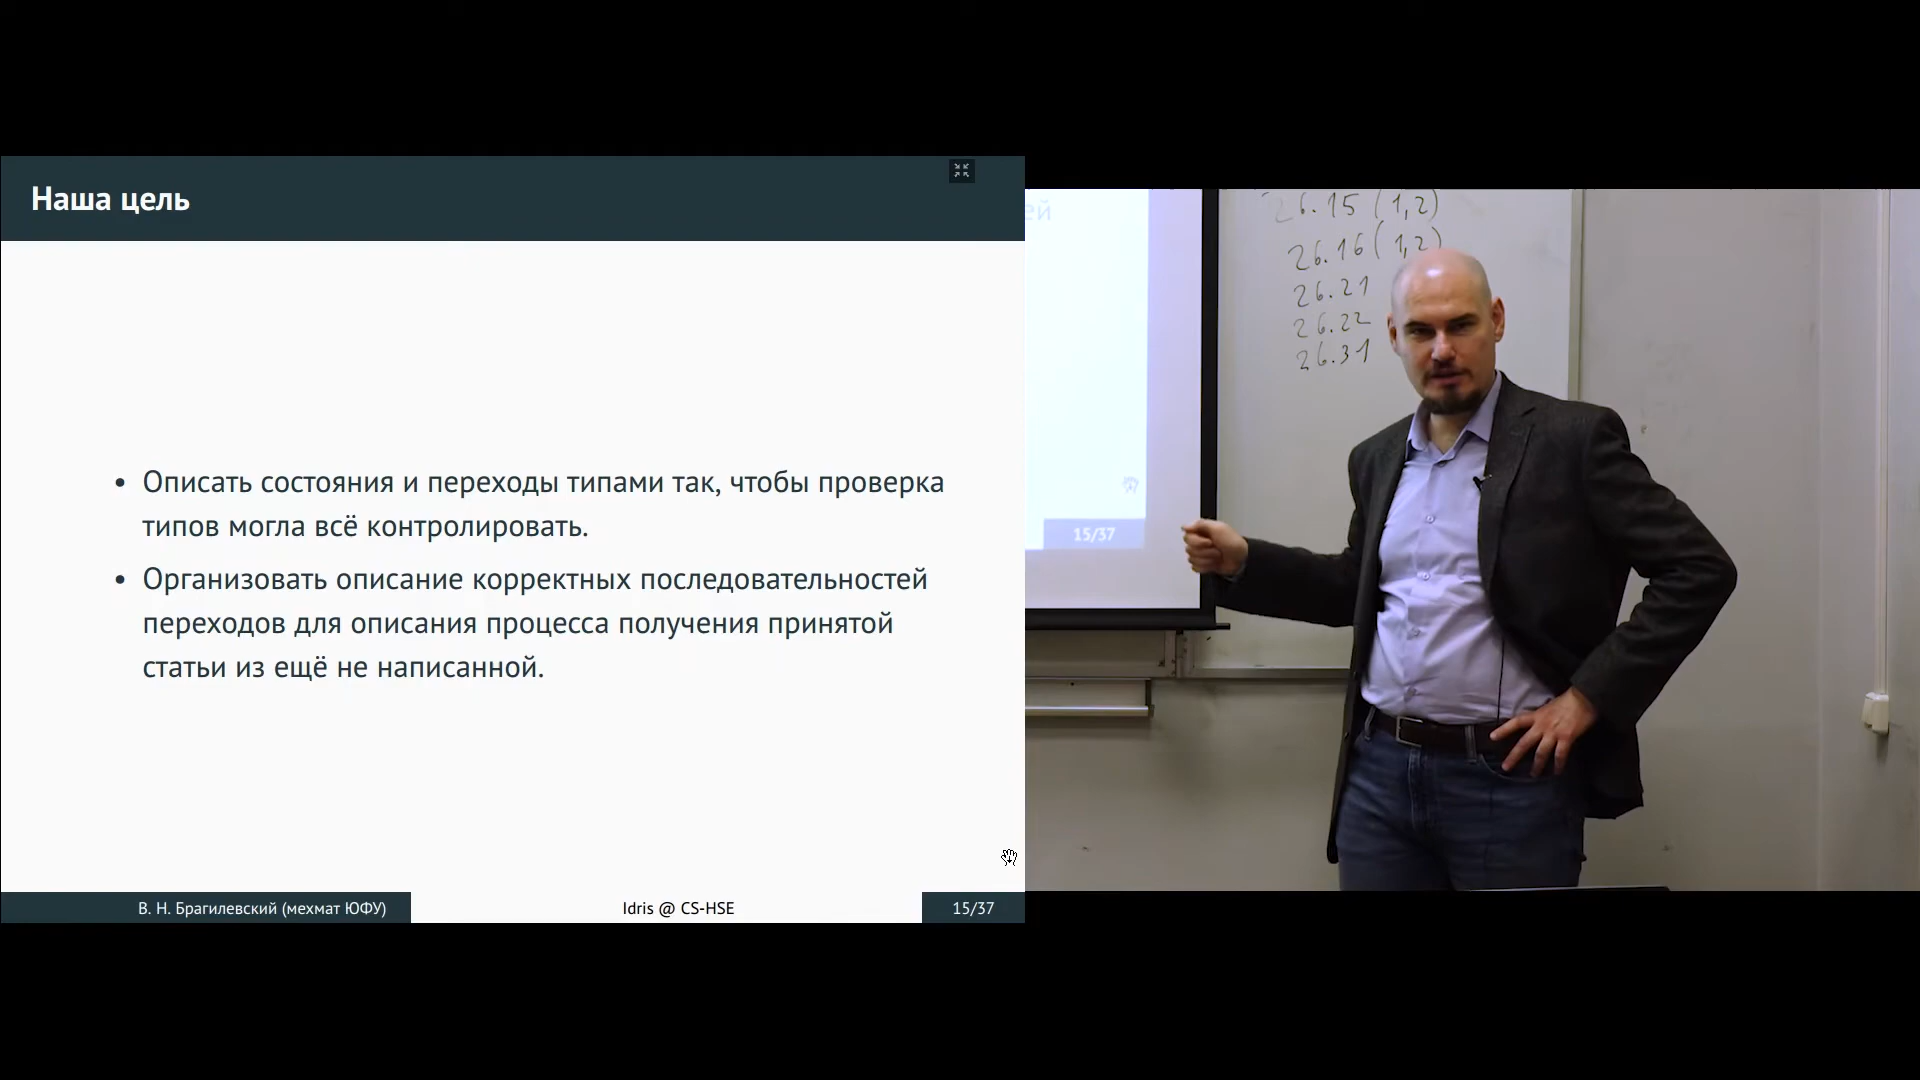 Наша цель
• Описать состояния и переходы типами так, чтобы проверка
типов могла всё контролировать.
• Организовать описание корректных последовательностей
переходов для описания процесса получения принятой
статьи из ещё не написанной.
В. Н. Брагилевский (мехмат ЮФУ)
Idris @ CS-HSE
15/37
ей
15/37
26.15 (1,2)
26.16 (1,2)
26.21
26.22
26.31